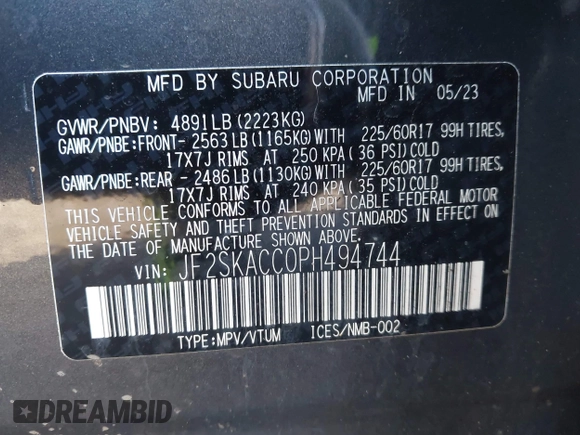 MFD BY SUBARU CORPORATION
MFD IN 05/23
GVWR/PNBV: 4891LB (2223KG)
GAWR/PNBE:FRONT- 2563LB (1165KG) WITH 225/60R17 99H TIRES,
17X7J RIMS AT 250 KPA (36 PSI) COLD
GAWR/PNBE:REAR - 2486LB (1130KG) WITH 225/60R17 99H TIRES,
17X7J RIMS AT 240 KPA (35 PSI) COLD
THIS VEHICLE CONFORMS TO ALL APPLICABLE FEDERAL MOTOR
VEHICLE SAFETY AND THEFT PREVENTION STANDARDS IN EFFECT ON
THE DATE OF MANUFACTURE SHOWN ABOVE.
VIN: JF2SKACC0PH494744
TYPE:MPV/VTUM ICES/NMB-002
DREAMBID